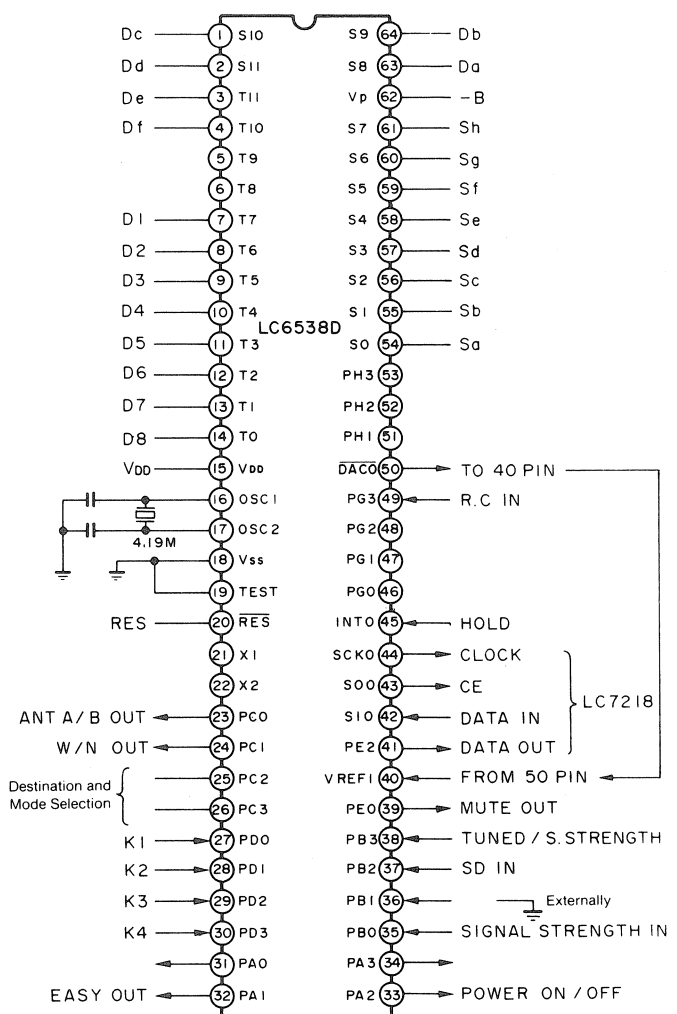 Dc 1 S10 S9 64 Db
Dd 2 S11 S8 63 Da
De 3 T11 Vp 62 -B
Df 4 T10 S7 61 Sh
5 T9 S6 60 Sg
6 T8 S5 59 Sf
D1 7 T7 S4 58 Se
D2 8 T6 S3 57 Sd
D3 9 T5 S2 56 Sc
D4 10 T4 S1 55 Sb
LC6538D
D5 11 T3 S0 54 Sa
D6 12 T2 PH3 53
D7 13 T1 PH2 52
D8 14 T0 PH1 51
VDD 15 VDD DACO 50 TO 40 PIN
16 OSC1 PG3 49 R.C IN
17 OSC2 PG2 48
4.19M
18 Vss PG1 47
19 TEST PG0 46
RES 20 RES INT0 45 HOLD
21 X1 SCK0 44 CLOCK
22 X2 SO0 43 CE
LC7218
ANT A/B OUT 23 PC0 SI0 42 DATA IN
W/N OUT 24 PC1 PE2 41 DATA OUT
25 PC2 VREF1 40 FROM 50 PIN
Destination and
Mode Selection
26 PC3 PE0 39 MUTE OUT
K1 27 PD0 PB3 38 TUNED / S.STRENGTH
K2 28 PD1 PB2 37 SD IN
K3 29 PD2 PB1 36 Externally
K4 30 PD3 PB0 35 SIGNAL STRENGTH IN
31 PA0 PA3 34
EASY OUT 32 PA1 PA2 33 POWER ON / OFF